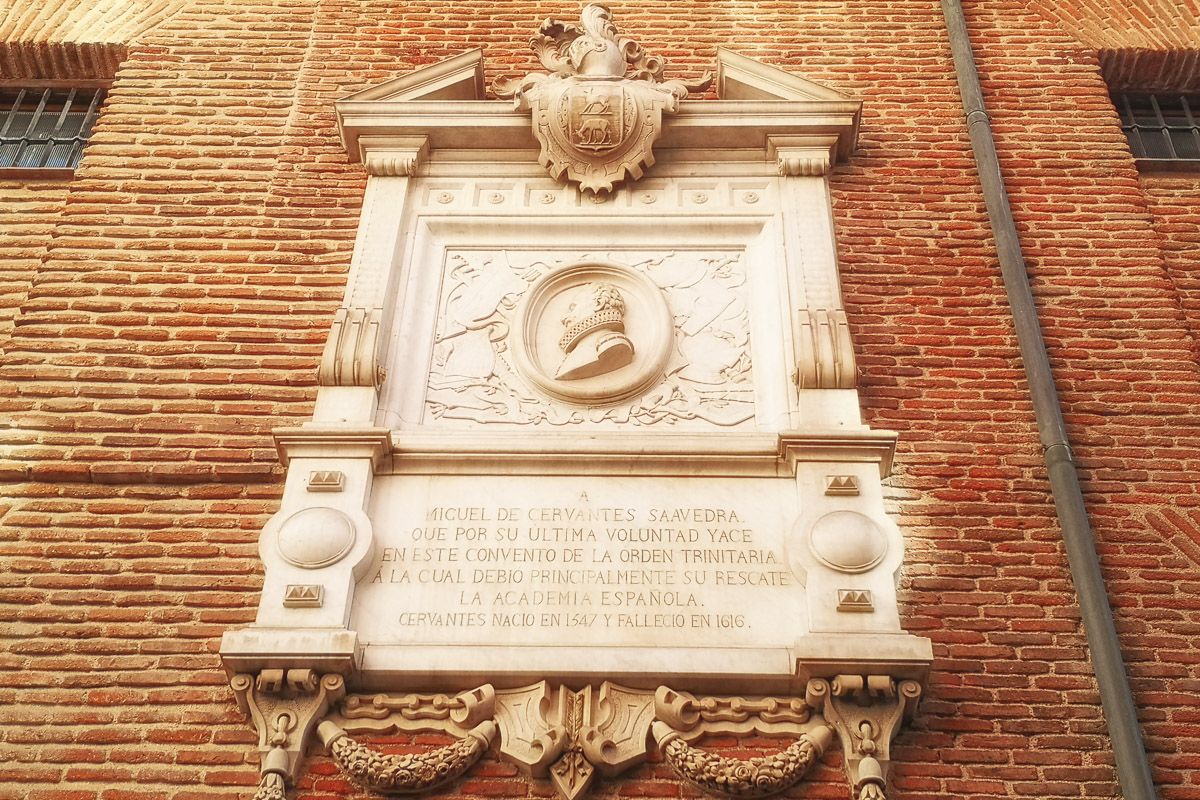 A
MIGUEL DE CERVANTES SAAVEDRA.
QUE POR SU ÚLTIMA VOLUNTAD YACE
EN ESTE CONVENTO DE LA ORDEN TRINITARIA
Á LA CUAL DEBIO PRINCIPALMENTE SU RESCATE
LA ACADEMIA ESPAÑOLA.
CERVANTES NACIO EN 1547 Y FALLECIO EN 1616.